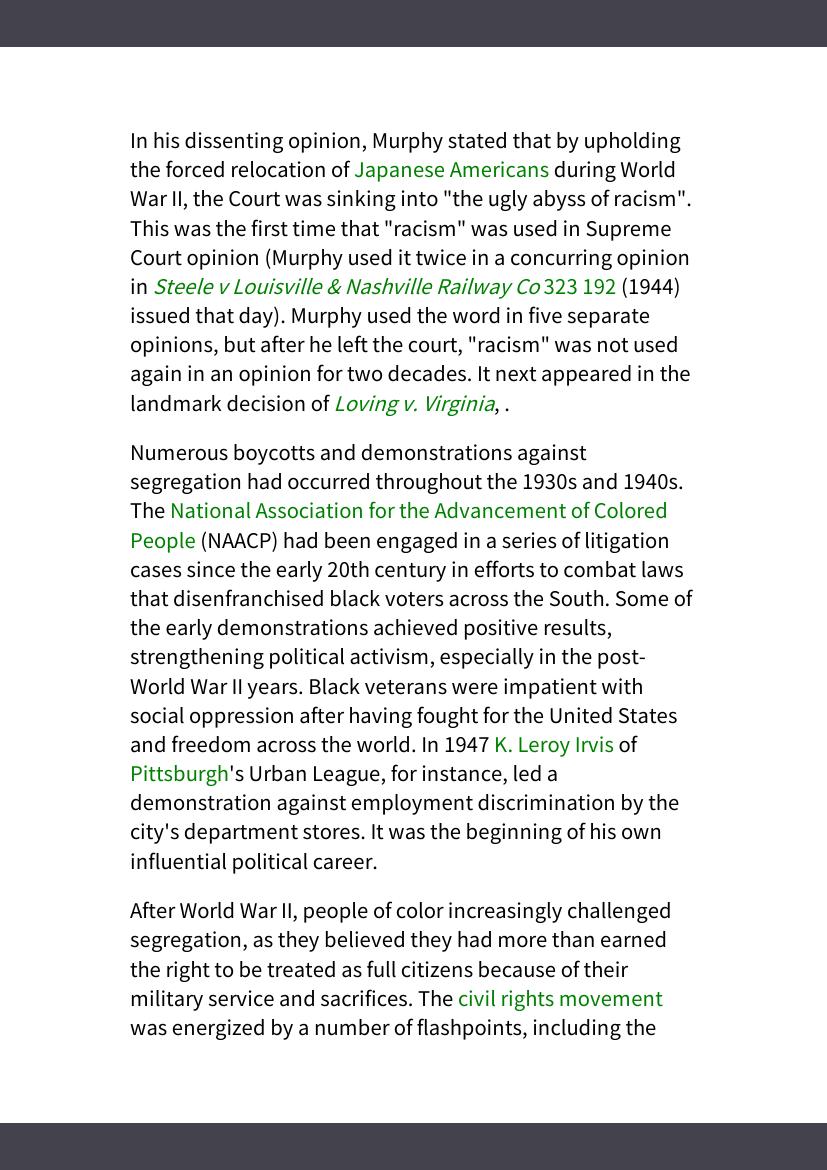 In his dissenting opinion, Murphy stated that by upholding
the forced relocation of Japanese Americans during World
War II, the Court was sinking into "the ugly abyss of racism".
This was the first time that "racism" was used in Supreme
Court opinion (Murphy used it twice in a concurring opinion
in Steele v Louisville & Nashville Railway Co 323 192 (1944)
issued that day). Murphy used the word in five separate
opinions, but after he left the court, "racism" was not used
again in an opinion for two decades. It next appeared in the
landmark decision of Loving v. Virginia, .
Numerous boycotts and demonstrations against
segregation had occurred throughout the 1930s and 1940s.
The National Association for the Advancement of Colored
People (NAACP) had been engaged in a series of litigation
cases since the early 20th century in efforts to combat laws
that disenfranchised black voters across the South. Some of
the early demonstrations achieved positive results,
strengthening political activism, especially in the post-
World War II years. Black veterans were impatient with
social oppression after having fought for the United States
and freedom across the world. In 1947 K. Leroy Irvis of
Pittsburgh's Urban League, for instance, led a
demonstration against employment discrimination by the
city's department stores. It was the beginning of his own
influential political career.
After World War II, people of color increasingly challenged
segregation, as they believed they had more than earned
the right to be treated as full citizens because of their
military service and sacrifices. The civil rights movement
was energized by a number of flashpoints, including the